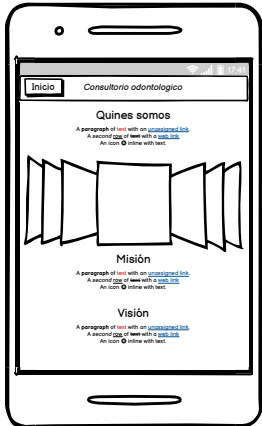 17:41
Inicio Consultorio odontologico
Quines somos
A paragraph of text with an unassigned link.
A second row of text with a web link
An icon inline with text.
Misión
A paragraph of text with an unassigned link.
A second row of text with a web link
An icon inline with text.
Visión
A paragraph of text with an unassigned link.
A second row of text with a web link
An icon inline with text.